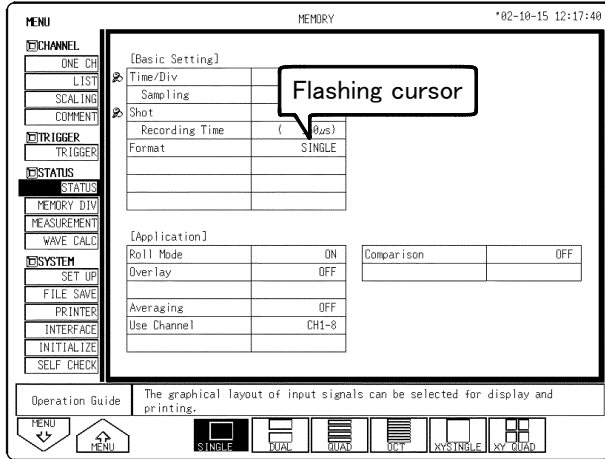 MENU
MEMORY
'02-10-15 12:17:40
CHANNEL
ONE CH
LIST
SCALING
COMMENT
TRIGGER
TRIGGER
STATUS
STATUS
MEMORY DIV
MEASUREMENT
WAVE CALC
SYSTEM
SET UP
FILE SAVE
PRINTER
INTERFACE
INITIALIZE
SELF CHECK
[Basic Setting]
Time/Div
Sampling
Shot
Recording Time ( 0µs)
Format SINGLE
Flashing cursor
[Application]
Roll Mode ON
Overlay OFF
Averaging OFF
Use Channel CH1-8
Comparison OFF
Operation Guide
The graphical layout of input signals can be selected for display and
printing.
MENU
MENU
SINGLE DUAL QUAD OCT XYSINGLE XY QUAD